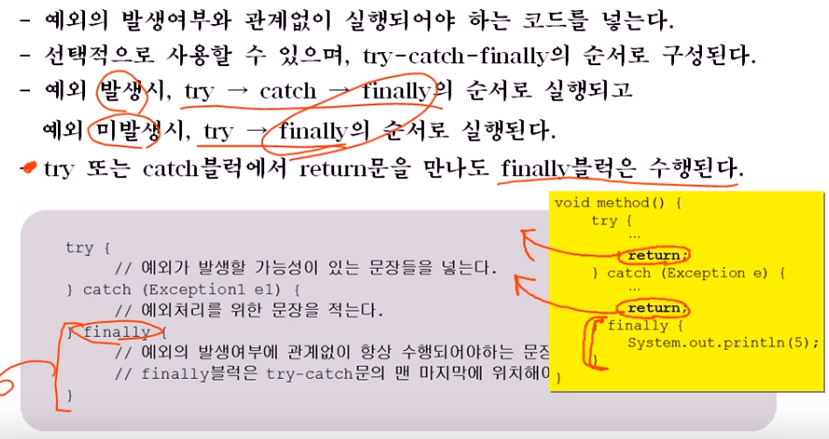 - 예외의 발생여부와 관계없이 실행되어야 하는 코드를 넣는다.
- 선택적으로 사용할 수 있으며, try-catch-finally의 순서로 구성된다.
- 예외 발생시, try → catch → finally의 순서로 실행되고
예외 미발생시, try → finally의 순서로 실행된다.
- try 또는 catch블럭에서 return문을 만나도 finally블럭은 수행된다.
try {
// 예외가 발생할 가능성이 있는 문장들을 넣는다.
} catch (Exception1 e1) {
// 예외처리를 위한 문장을 적는다.
} finally {
// 예외의 발생여부에 관계없이 항상 수행되어야하는 문장
// finally블럭은 try-catch문의 맨 마지막에 위치해야
}
void method() {
try {
…
return;
} catch (Exception e) {
…
return;
} finally {
System.out.println(5);
}
}